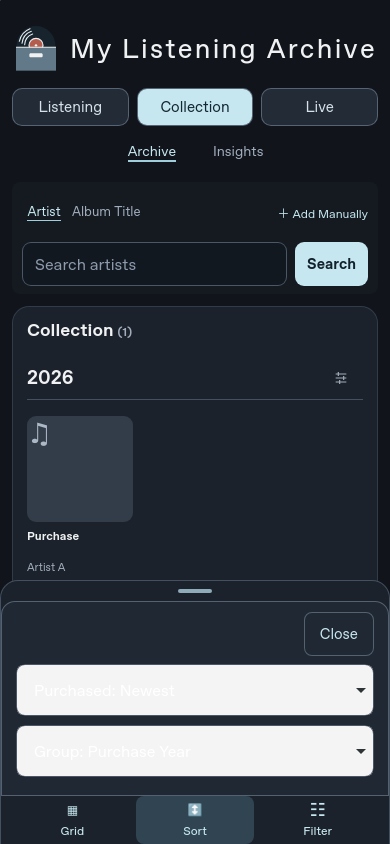 My Listening Archive
Listening Collection Live
Archive Insights
Artist Album Title + Add Manually
Search artists Search
Collection (1)
2026
Purchase
Artist A
Close
Purchased: Newest
Group: Purchase Year
Grid Sort Filter